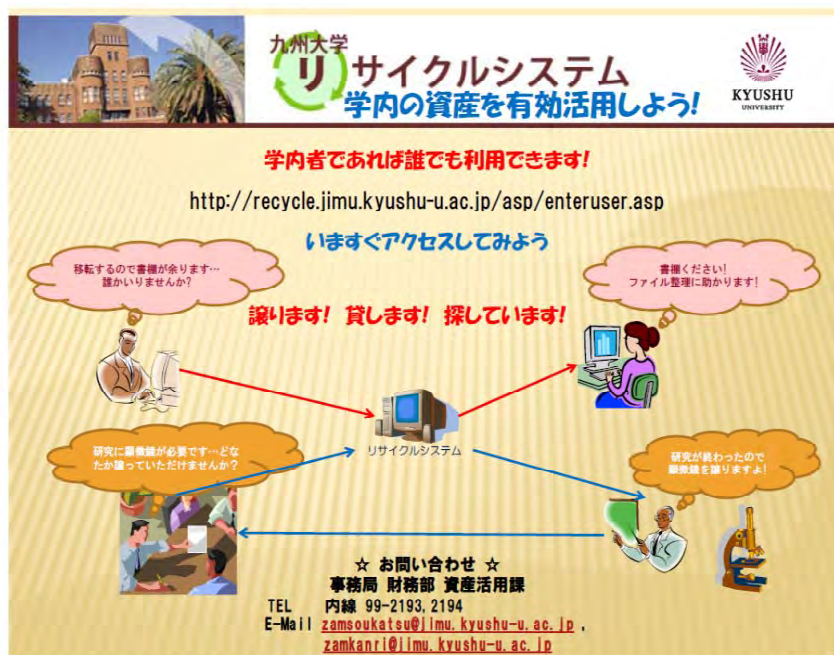 九州大学
リサイクルシステム
学内の資産を有効活用しよう!
KYUSHU
UNIVERSITY
学内者であれば誰でも利用できます!
http://recycle.jimu.kyushu-u.ac.jp/asp/enteruser.asp
いますぐアクセスしてみよう
移転するので書棚が余ります…
誰かいりませんか?
書棚ください!
ファイル整理に助かります!
譲ります! 貸します! 探しています!
リサイクルシステム
研究に顕微鏡が必要です…どな
たか譲っていただけませんか?
研究が終わったので
顕微鏡を譲りますよ!
☆ お問い合わせ ☆
事務局 財務部 資産活用課
TEL 内線 99-2193,2194
E-Mail zamsoukatsu@jimu.kyushu-u.ac.jp ,
zamkanri@jimu.kyushu-u.ac.jp